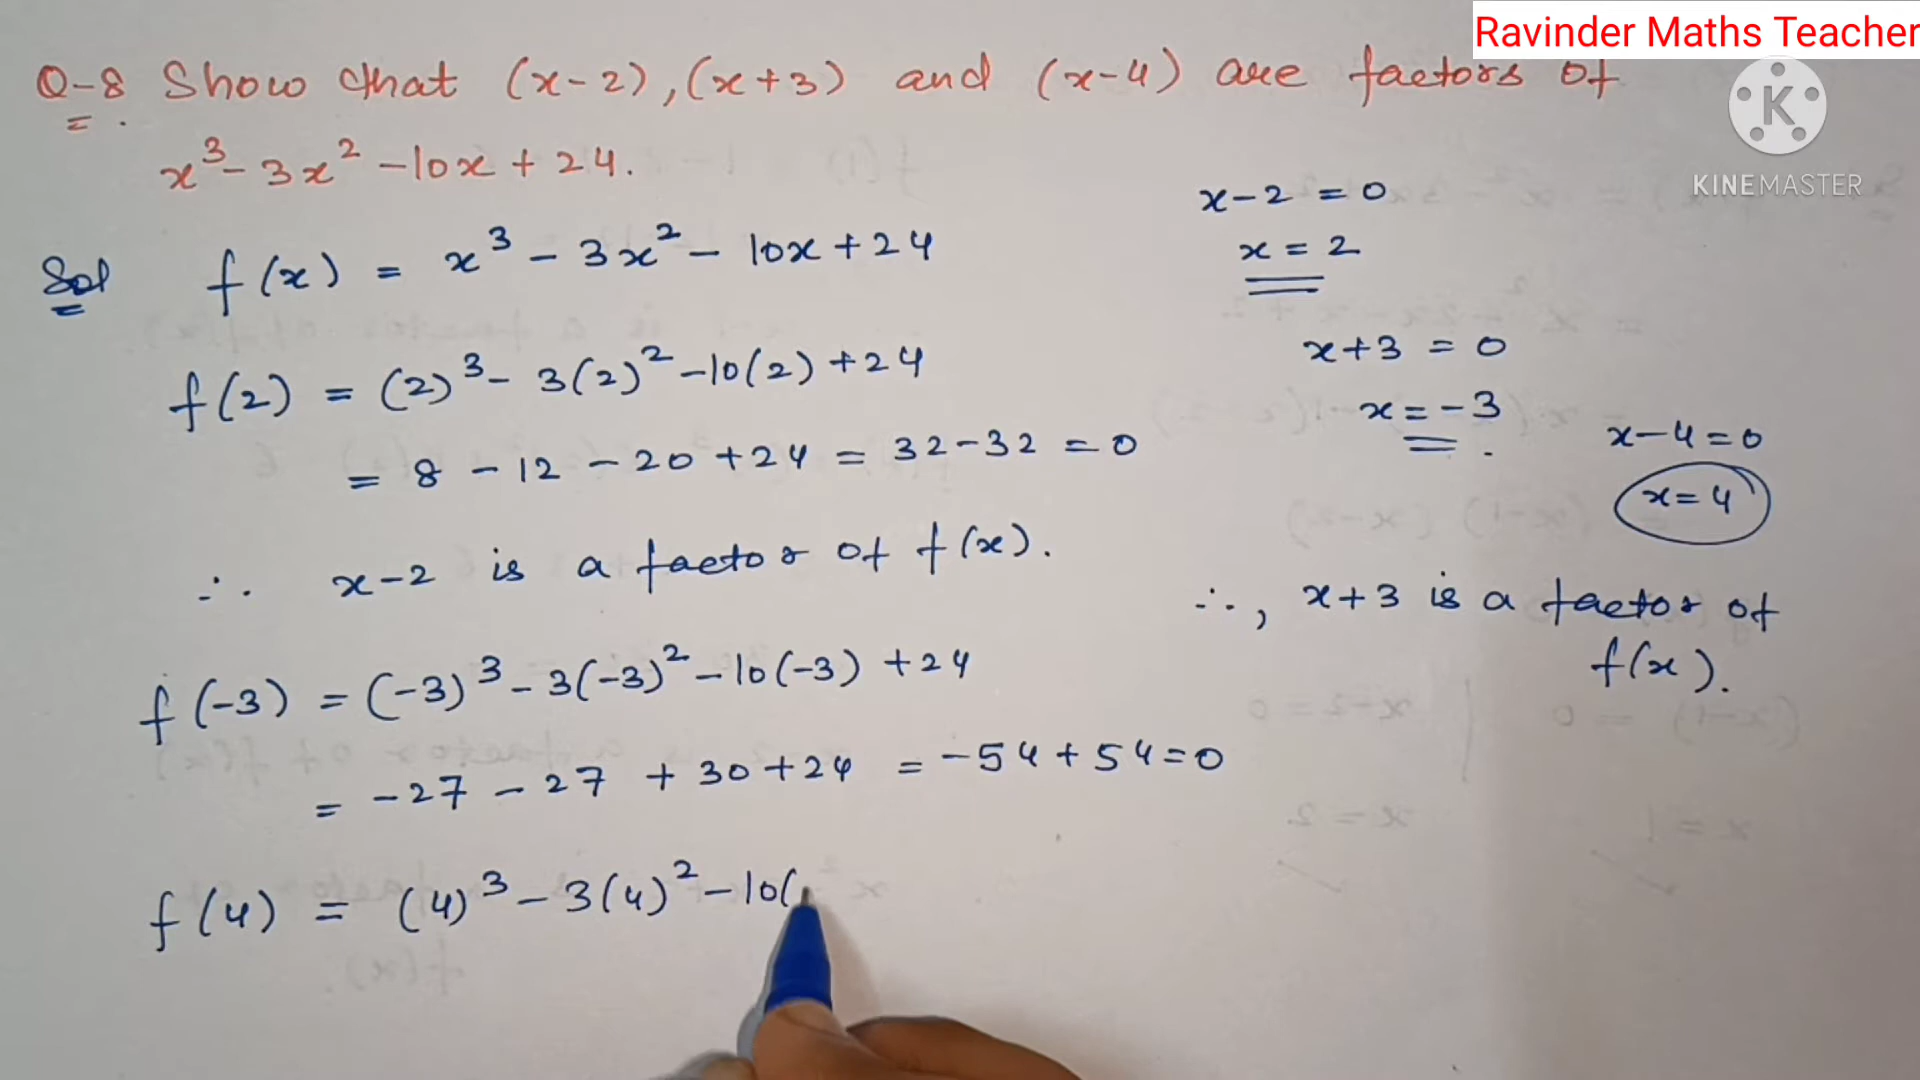 Ravinder Maths Teacher
KINEMASTER
Q-8 Show that (x-2), (x+3) and (x-4) are factors of
x³-3x²-10x+24.
Sol f(x) = x³-3x²-10x+24
x-2=0
x=2
f(2) = (2)³-3(2)²-10(2)+24
x+3=0
x=-3
= 8-12-20+24 = 32-32 = 0
x-4=0
x=4
∴ x-2 is a factor of f(x).
∴, x+3 is a factor of
f(x).
f(-3) = (-3)³-3(-3)²-10(-3)+24
= -27-27+30+24 = -54+54=0
f(4) = (4)³-3(4)²-10(